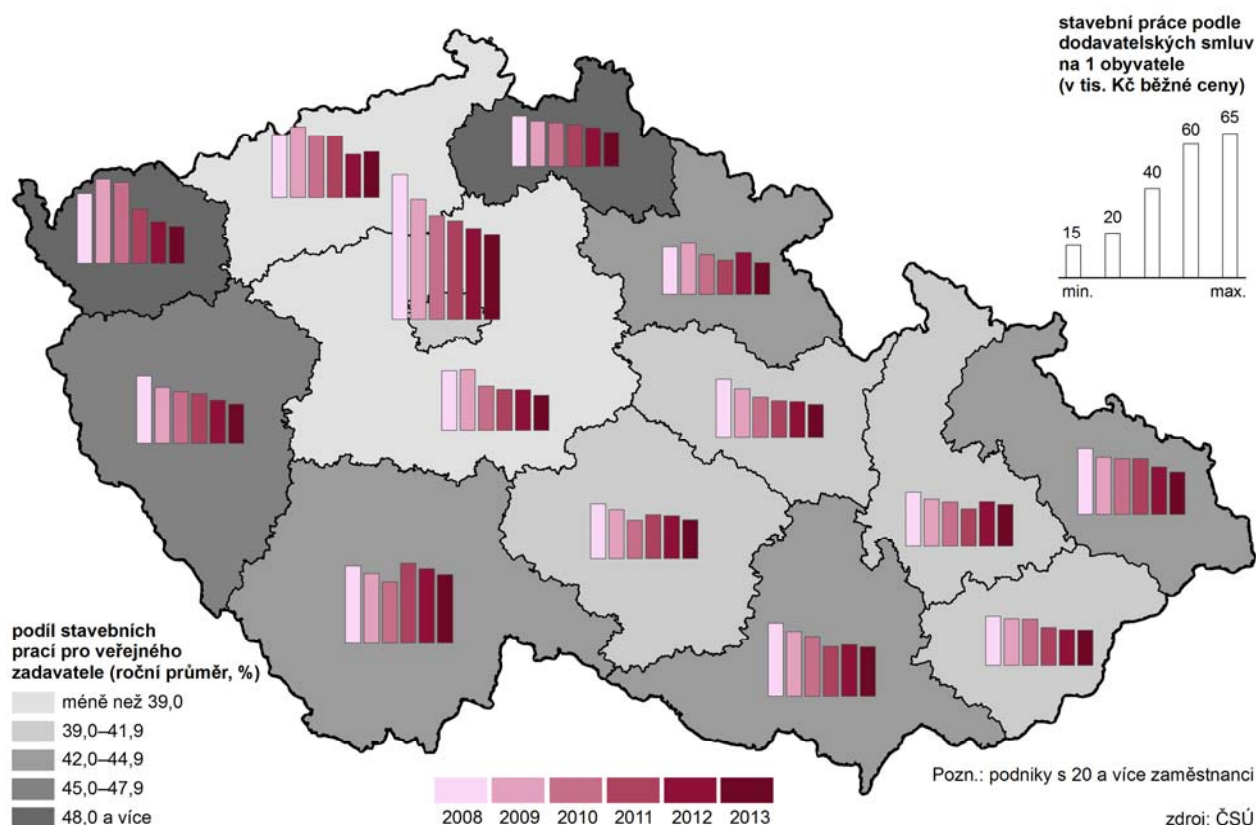 stavební práce podle
dodavatelských smluv
na 1 obyvatele
(v tis. Kč běžné ceny)
15
20
40
60
65
min.
max.
podíl stavebních
prací pro veřejného
zadavatele (roční průměr, %)
méně než 39,0
39,0–41,9
42,0–44,9
45,0–47,9
48,0 a více
2008
2009
2010
2011
2012
2013
Pozn.: podniky s 20 a více zaměstnanci
zdroj: ČSÚ